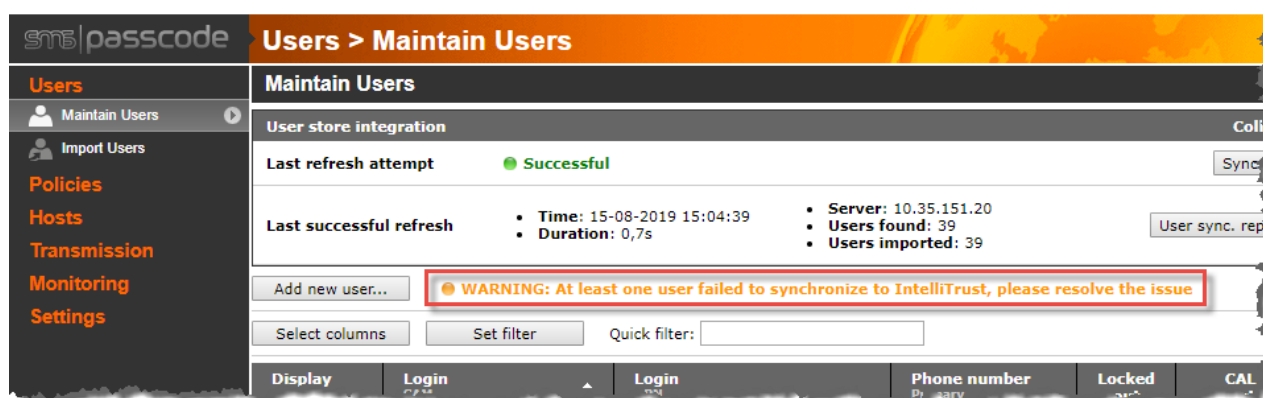 sms|passcode
Users > Maintain Users
Users
Maintain Users
Import Users
Policies
Hosts
Transmission
Monitoring
Settings
Maintain Users
User store integration
Last refresh attempt
Successful
Last successful refresh
• Time: 15-08-2019 15:04:39
• Duration: 0,7s
• Server: 10.35.151.20
• Users found: 39
• Users imported: 39
User sync. rep
Add new user...
WARNING: At least one user failed to synchronize to IntelliTrust, please resolve the issue
Select columns
Set filter
Quick filter:
Display Login Login Phone number Locked CAL